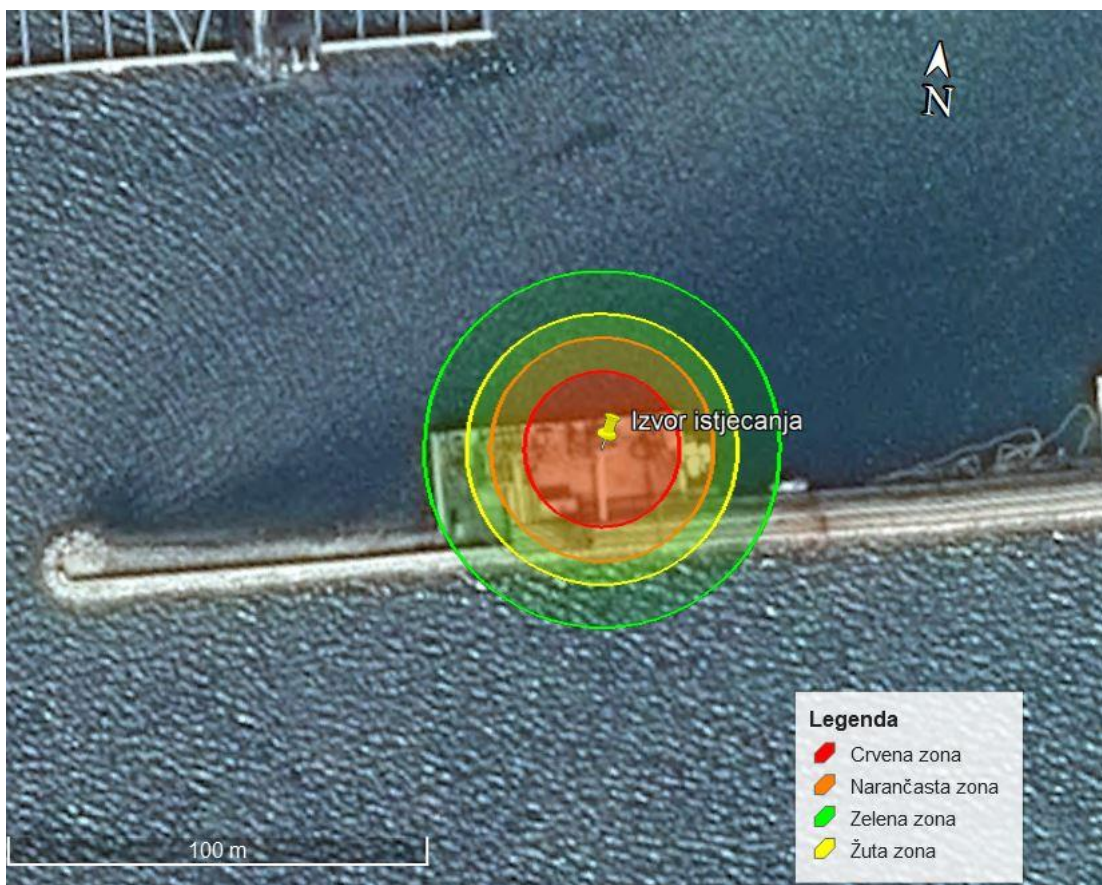 N
Izvor istjecanja
Legenda
Crvena zona
Narančasta zona
Zelena zona
Žuta zona
100 m